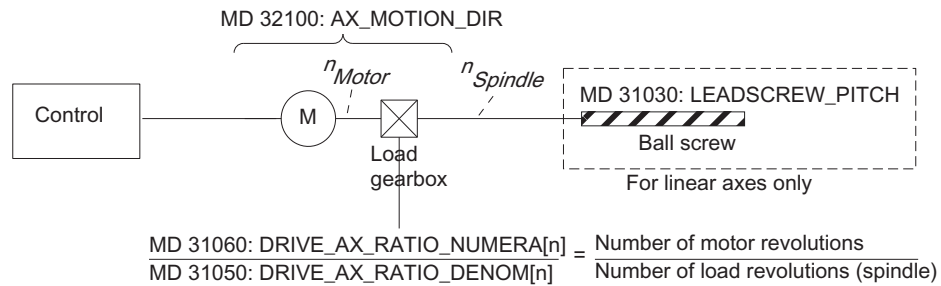 MD 32100: AX_MOTION_DIR
n Motor
n Spindle
Control
M
MD 31030: LEADSCREW_PITCH
Ball screw
Load
gearbox
For linear axes only
MD 31060: DRIVE_AX_RATIO_NUMERA[n]
MD 31050: DRIVE_AX_RATIO_DENOM[n]
=
Number of motor revolutions
Number of load revolutions (spindle)